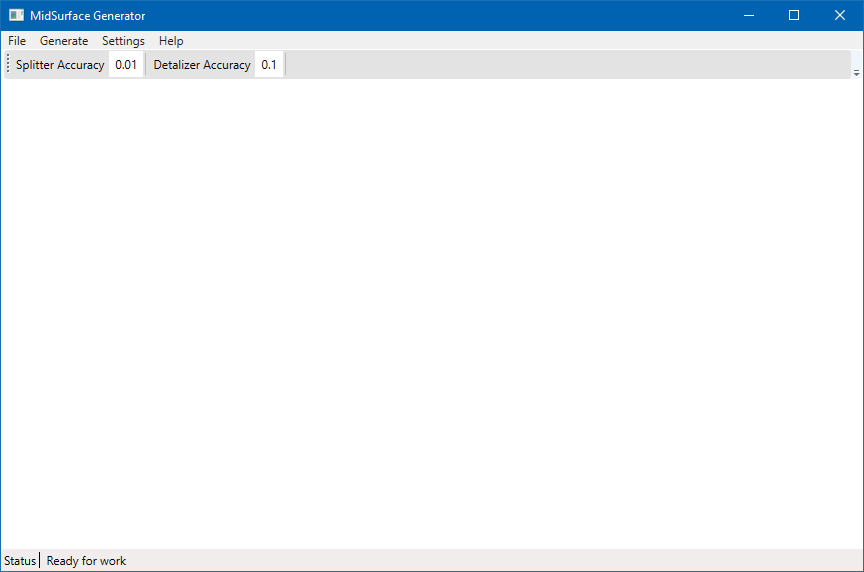 MidSurface Generator
File Generate Settings Help
Splitter Accuracy 0.01 Detalizer Accuracy 0.1
Status Ready for work